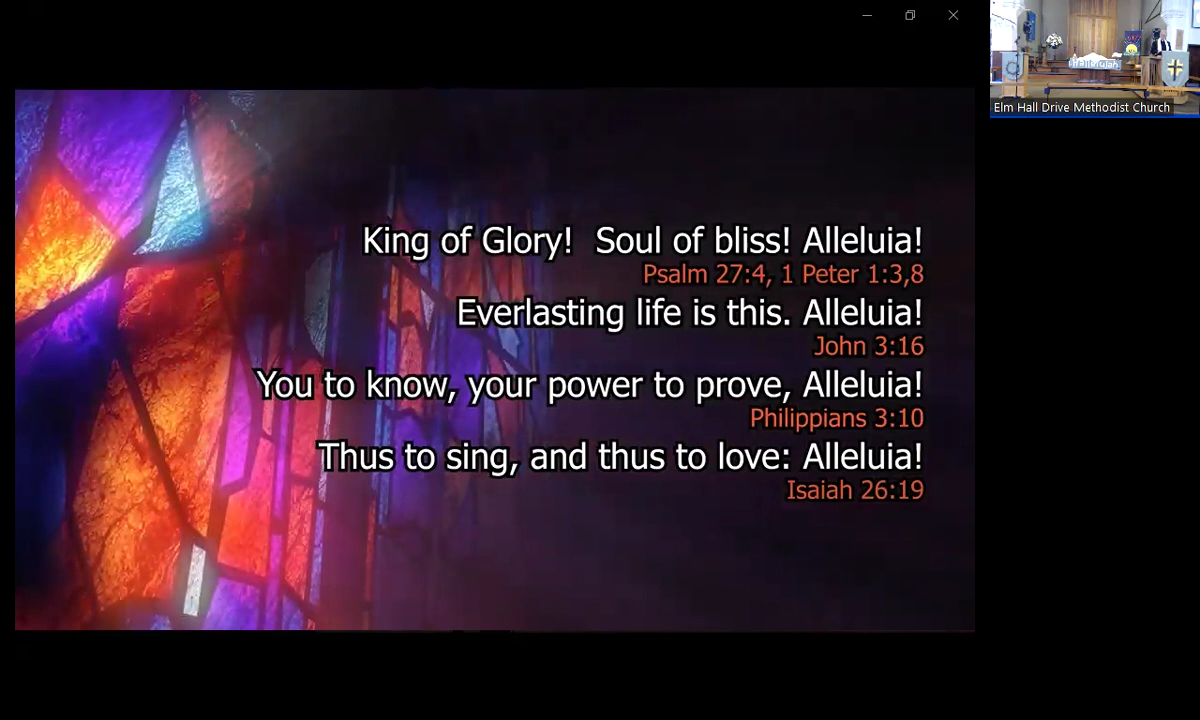 King of Glory!  Soul of bliss! Alleluia!
Psalm 27:4, 1 Peter 1:3,8
Everlasting life is this. Alleluia!
John 3:16
You to know, your power to prove, Alleluia!
Philippians 3:10
Thus to sing, and thus to love: Alleluia!
Isaiah 26:19
Elm Hall Drive Methodist Church